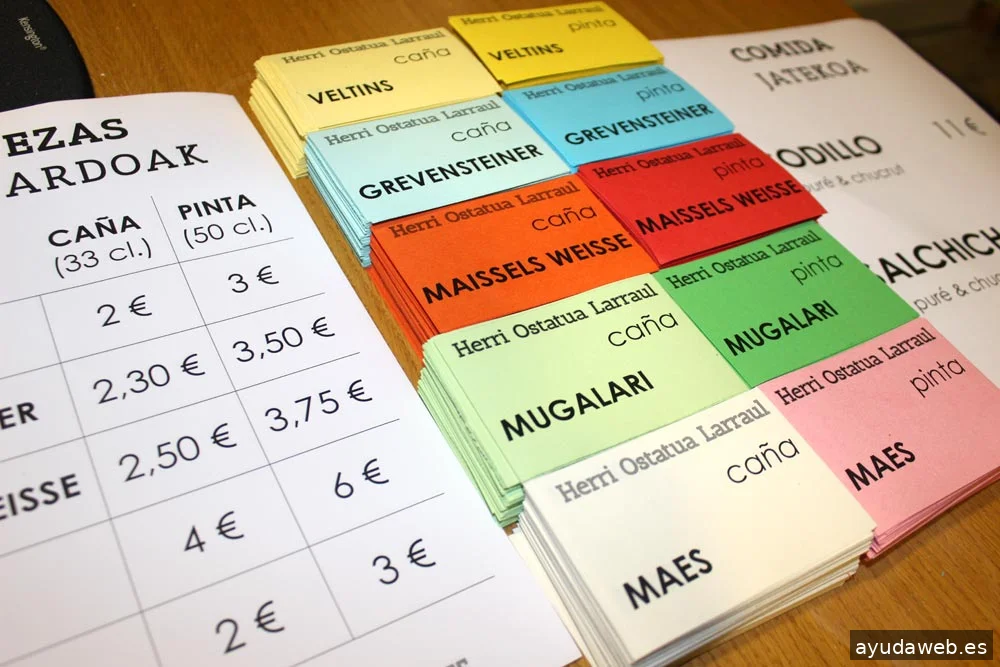 Kensington
EZAS
ARDOAK
CAÑA
(33 cl.)
PINTA
(50 cl.)
2 €
3 €
ER
2,30 €
3,50 €
EISSE
2,50 €
3,75 €
4 €
6 €
2 €
3 €
Herri Ostatua Larraul
caña
VELTINS
Herri Ostatua Larraul
pinta
VELTINS
Herri Ostatua Larraul
caña
GREVENSTEINER
Herri Ostatua Larraul
pinta
GREVENSTEINER
Herri Ostatua Larraul
caña
MAISSELS WEISSE
Herri Ostatua Larraul
pinta
MAISSELS WEISSE
Herri Ostatua Larraul
caña
MUGALARI
Herri Ostatua Larraul
pinta
MUGALARI
Herri Ostatua Larraul
caña
MAES
Herri Ostatua Larraul
pinta
MAES
COMIDA
JATEKOA
ODILLO
11 €
puré & chucrut
ALCHICH
puré & chuc
ayudaweb.es